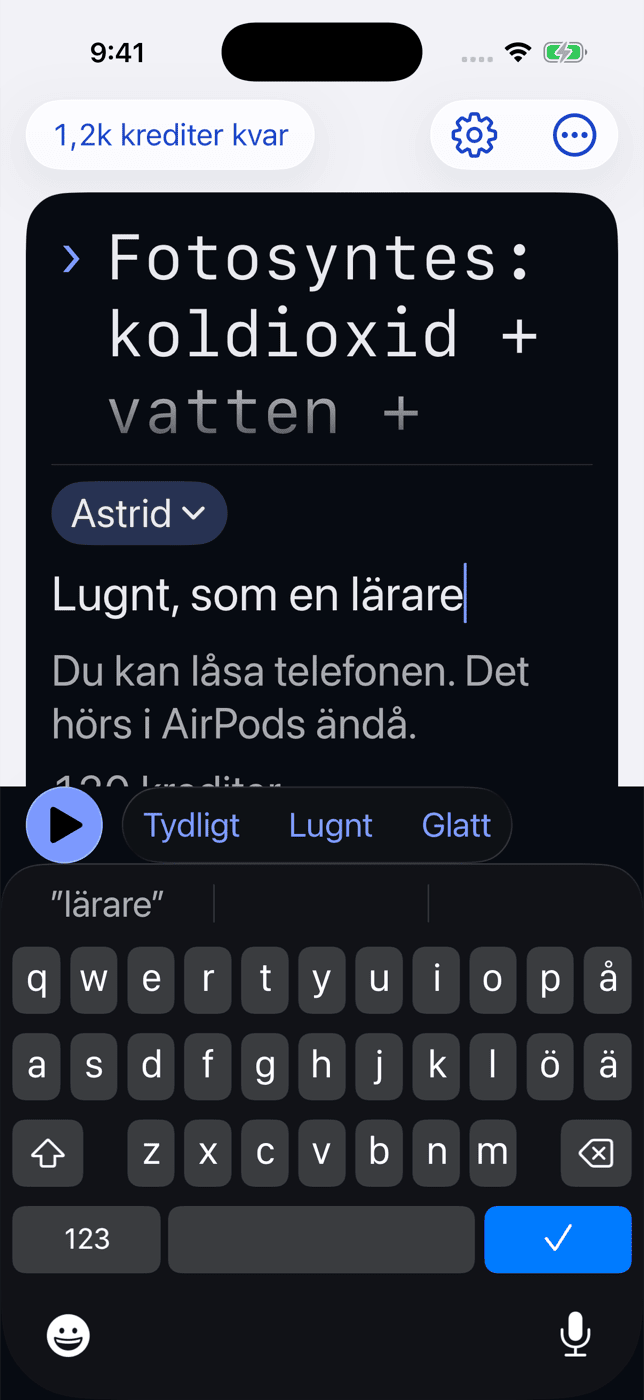 9:41
1,2k krediter kvar
› Fotosyntes:
koldioxid +
vatten +
Astrid
Lugnt, som en lärare
Du kan låsa telefonen. Det
hörs i AirPods ändå.
Tydligt Lugnt Glatt
”lärare”
q w e r t y u i o p å
a s d f g h j k l ö ä
z x c v b n m
123